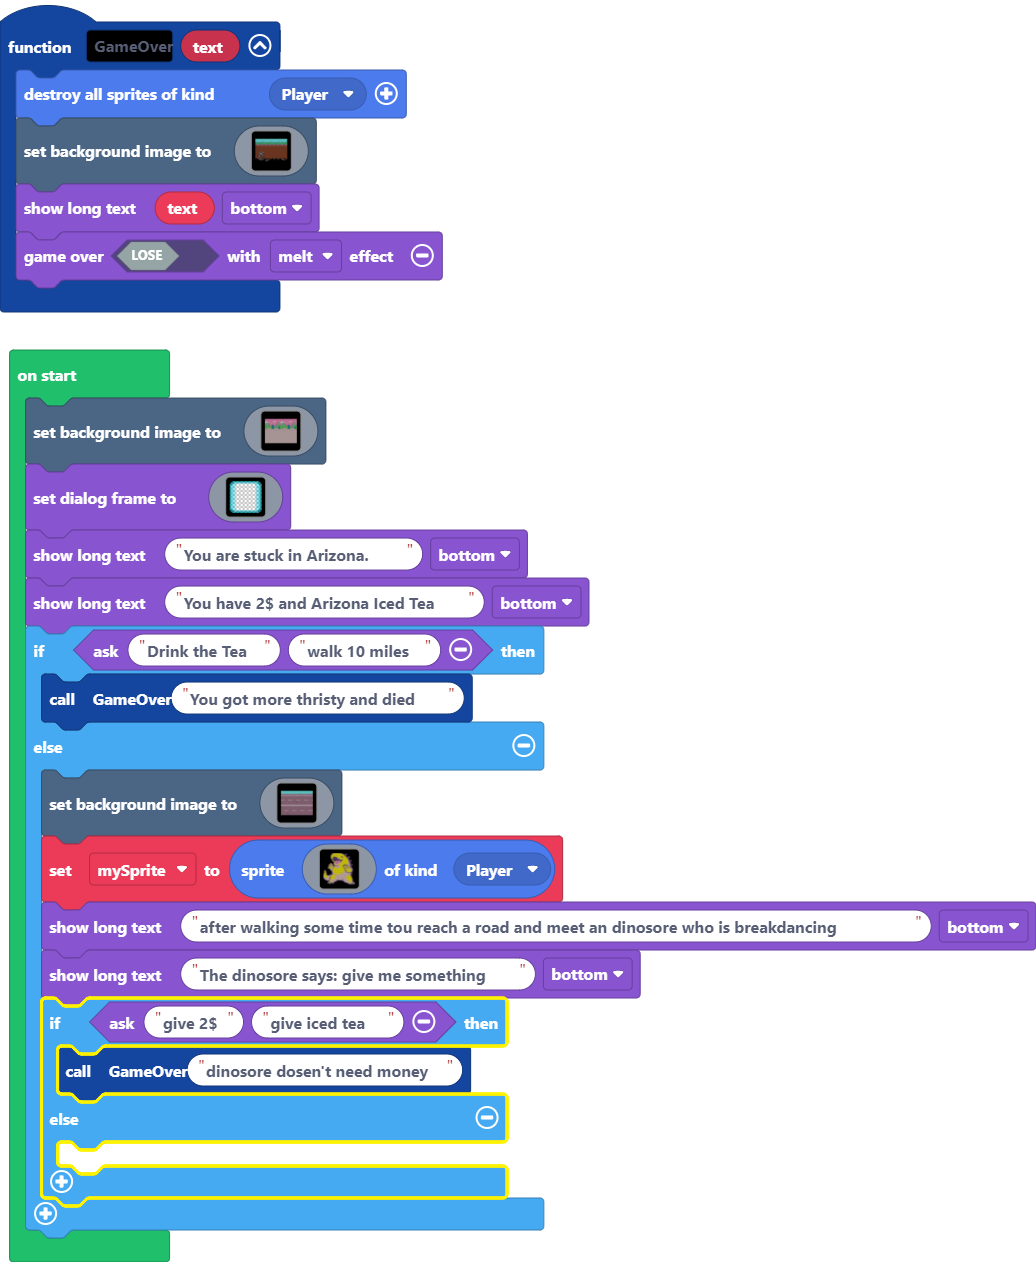 function GameOver text
destroy all sprites of kind Player
set background image to
show long text text bottom
game over LOSE with melt effect
on start
set background image to
set dialog frame to
show long text "You are stuck in Arizona. " bottom
show long text "You have 2$ and Arizona Iced Tea " bottom
if ask "Drink the Tea " "walk 10 miles " then
call GameOver "You got more thristy and died "
else
set background image to
set mySprite to sprite of kind Player
show long text "after walking some time tou reach a road and meet an dinosore who is breakdancing " bottom
show long text "The dinosore says: give me something " bottom
if ask "give 2$ " "give iced tea " then
call GameOver "dinosore dosen't need money "
else